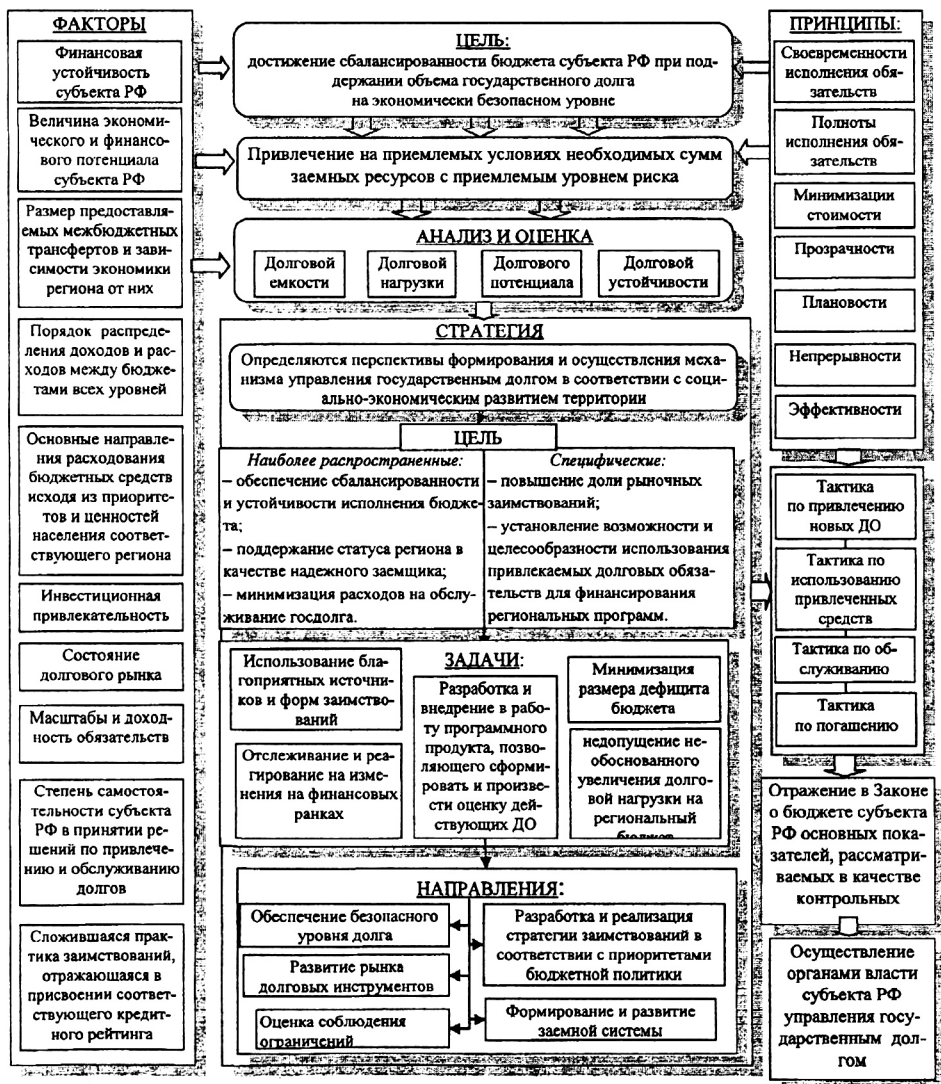 ФАКТОРЫ
Финансовая
устойчивость
субъекта РФ
Величина экономи-
ческого и финансо-
вого потенциала
субъекта РФ
Размер предоставля-
емых межбюджетных
трансфертов и зави-
симости экономики
региона от них
Порядок распреде-
ления доходов и рас-
ходов между бюдже-
тами всех уровней
Основные направле-
ния расходования
бюджетных средств
исходя из приорите-
тов и ценностей
населения соответ-
ствующего региона
Инвестиционная
привлекательность
Состояние
долгового рынка
Масштабы и доход-
ность обязательств
Степень самосто-
ятельности субъекта
РФ в принятии ре-
шений по привлече-
нию и обслуживанию
долгов
Сложившаяся прак-
тика заимствований,
отражающаяся в
присвоении соответ-
ствующего кредит-
ного рейтинга
ЦЕЛЬ:
достижение сбалансированности бюджета субъекта РФ при под-
держании объема государственного долга
на экономически безопасном уровне
Привлечение на приемлемых условиях необходимых сумм
заемных ресурсов с приемлемым уровнем риска
АНАЛИЗ И ОЦЕНКА
Долговой
емкости
Долговой
нагрузки
Долгового
потенциала
Долговой
устойчивости
СТРАТЕГИЯ
Определяются перспективы формирования и осуществления меха-
низма управления государственным долгом в соответствии с соци-
ально-экономическим развитием территории
ЦЕЛЬ
Наиболее распространенные:
– обеспечение сбалансированности
и устойчивости исполнения бюдже-
та;
– поддержание статуса региона в
качестве надежного заемщика;
– минимизация расходов на обслу-
живание госдолга.
Специфические:
– повышение доли рыночных
заимствований;
– установление возможности и
целесообразности использования
привлекаемых долговых обяза-
тельств для финансирования
региональных программ.
ЗАДАЧИ:
Использование бла-
гоприятных источни-
ков и форм заимство-
ваний
Отслеживание и ре-
агирование на изме-
нения на финансовых
рынках
Разработка и
внедрение в рабо-
ту программного
продукта, позво-
ляющего сформи-
ровать и произве-
сти оценку дей-
ствующих ДО
Минимизация
размера дефицита
бюджета
недопущение не-
обоснованного
увеличения долго-
вой нагрузки на
региональный
бюджет
НАПРАВЛЕНИЯ:
Обеспечение безопасного
уровня долга
Развитие рынка
долговых инструментов
Оценка соблюдения
ограничений
Разработка и реализация
стратегии заимствований в
соответствии с приоритетами
бюджетной политики
Формирование и развитие
заемной системы
ПРИНЦИПЫ:
Своевременности
исполнения обя-
зательств
Полноты
исполнения
обязательств
Минимизации
стоимости
Прозрачности
Плановости
Непрерывности
Эффективности
Тактика
по привлечению
новых ДО
Тактика по
использованию
привлеченных
средств
Тактика по об-
служиванию
Тактика
по погашению
Отражение в Законе
о бюджете субъекта
РФ основных пока-
зателей, рассматри-
ваемых в качестве
контрольных
Осуществление
органами власти
субъекта РФ
управления госу-
дарственным дол-
гом